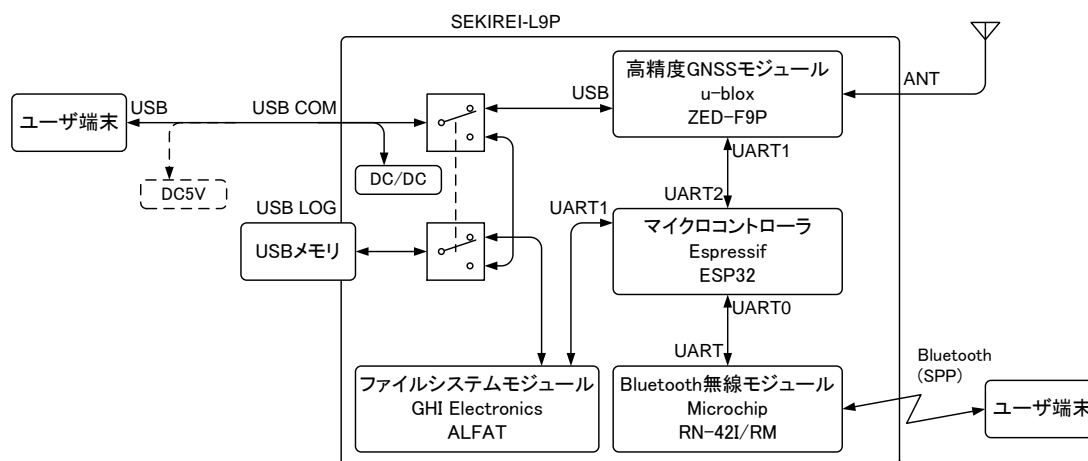 SEKIREI-L9P
高精度GNSSモジュール
u-blox
ZED-F9P
ANT
USB
USB COM
USB
ユーザ端末
DC/DC
DC5V
UART1
UART2
USB LOG
USBメモリ
UART1
マイクロコントローラ
Espressif
ESP32
UART0
UART
ファイルシステムモジュール
GHI Electronics
ALFAT
Bluetooth無線モジュール
Microchip
RN-42I/RM
Bluetooth
(SPP)
ユーザ端末